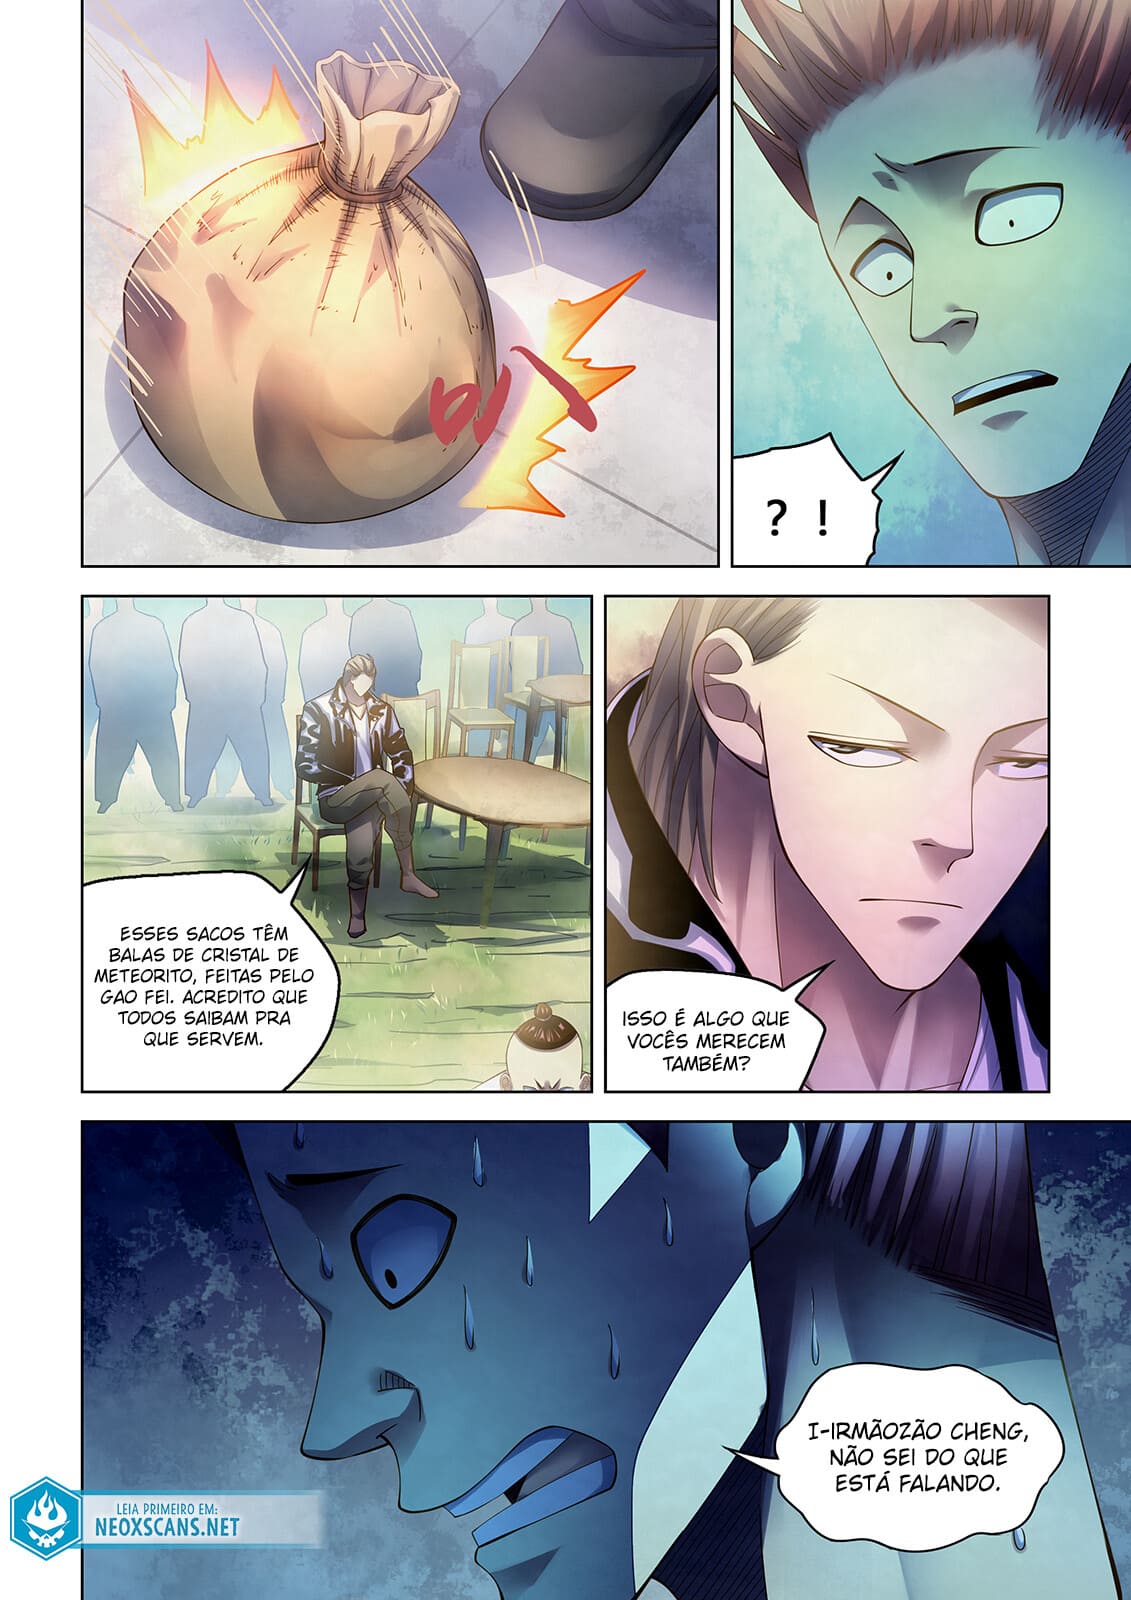 叭
? !
ESSES SACOS TÊM
BALAS DE CRISTAL DE
METEORITO, FEITAS PELO
GAO FEI. ACREDITO QUE
TODOS SAIBAM PRA
QUE SERVEM.
ISSO É ALGO QUE
VOCÊS MERECEM
TAMBÉM?
I-IRMÃOZÃO CHENG,
NÃO SEI DO QUE
ESTÁ FALANDO.
LEIA PRIMEIRO EM:
NEOXSCANS.NET